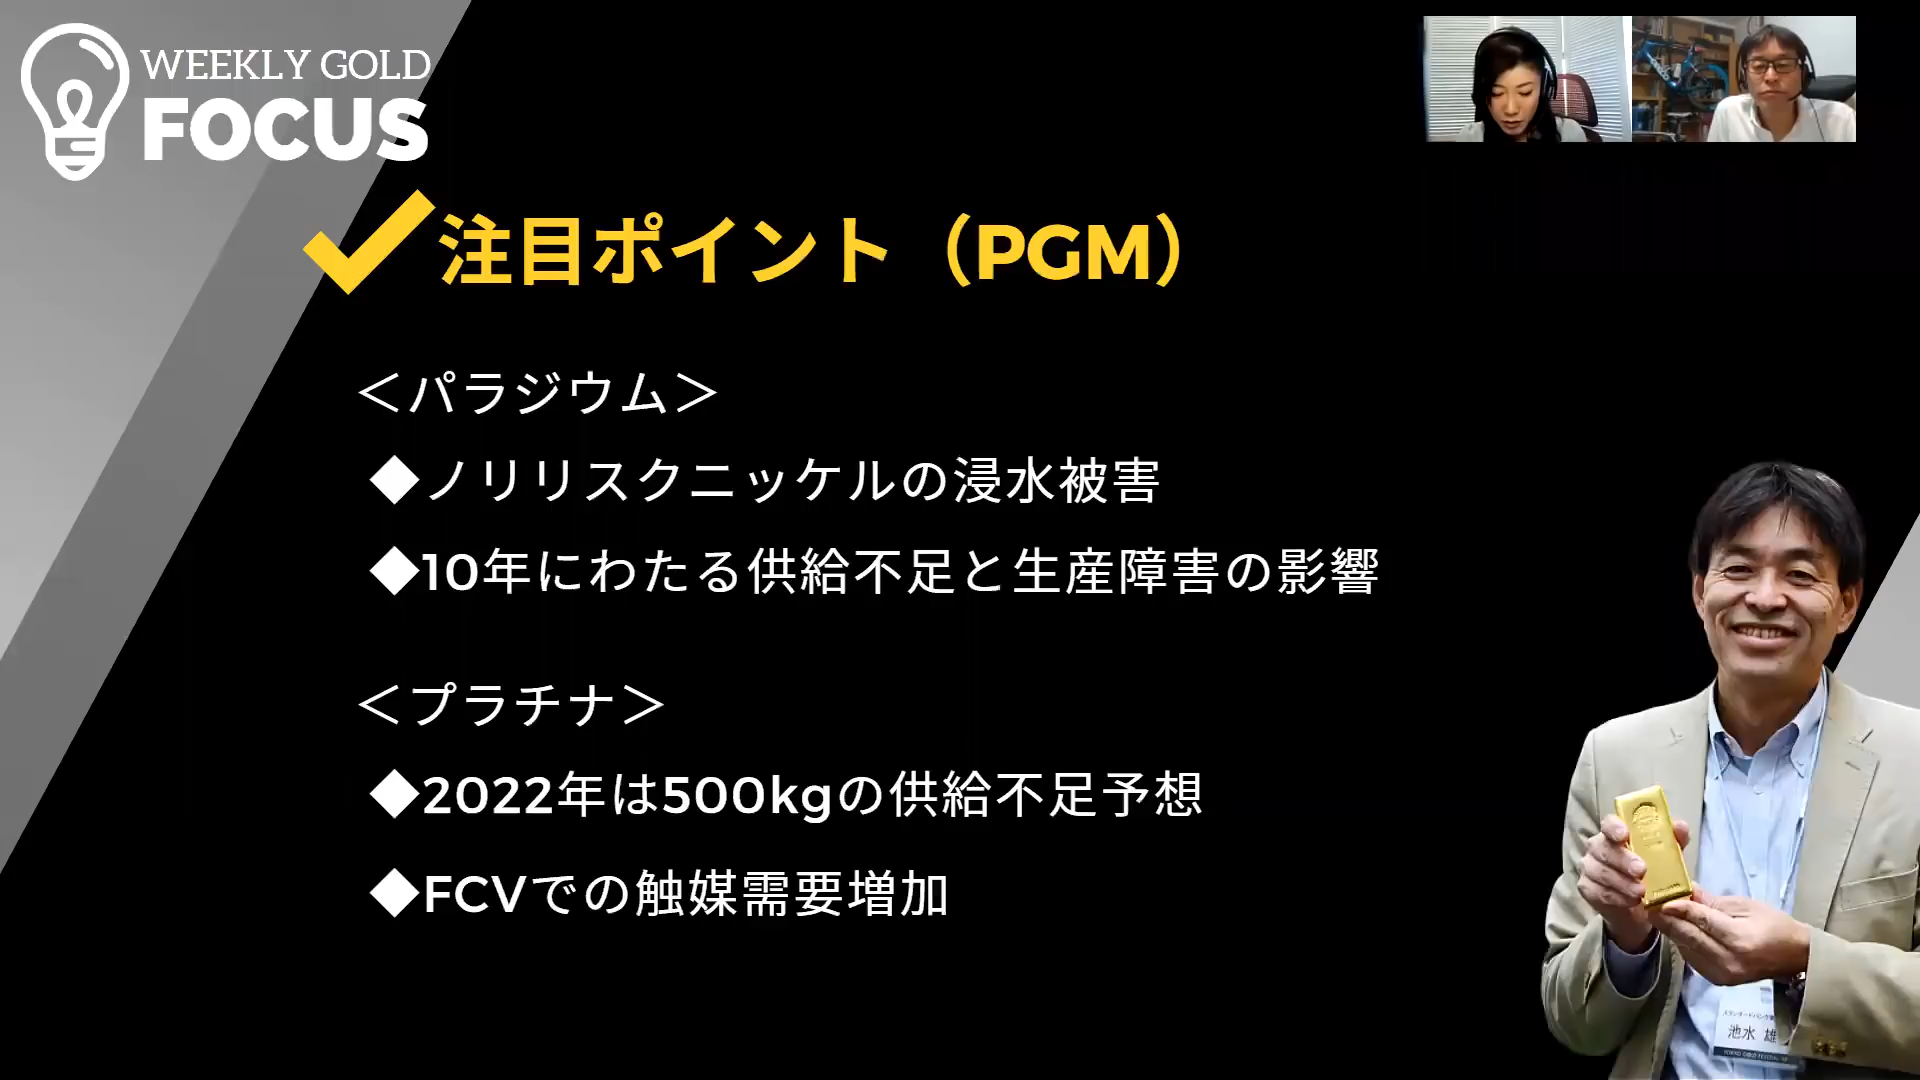 WEEKLY GOLD
FOCUS
注目ポイント（PGM）
＜パラジウム＞
◆ノリリスクニッケルの浸水被害
◆10年にわたる供給不足と生産障害の影響
＜プラチナ＞
◆2022年は500kgの供給不足予想
◆FCVでの触媒需要増加
池水 雄